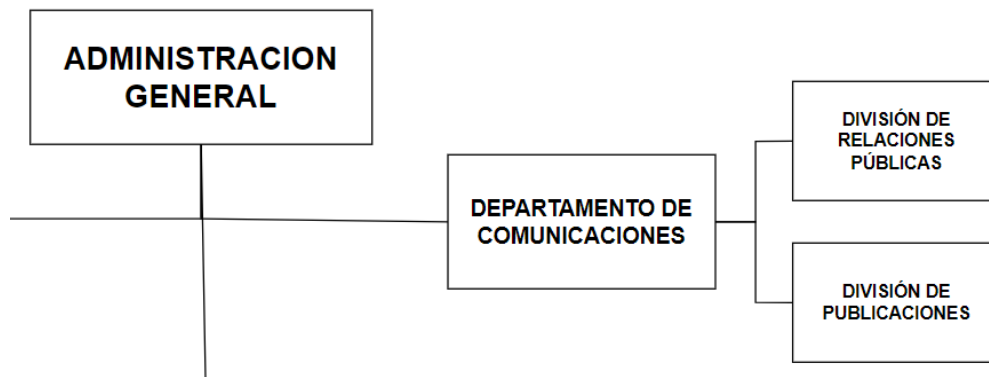 ADMINISTRACION
GENERAL
DEPARTAMENTO DE
COMUNICACIONES
DIVISIÓN DE
RELACIONES
PÚBLICAS
DIVISIÓN DE
PUBLICACIONES